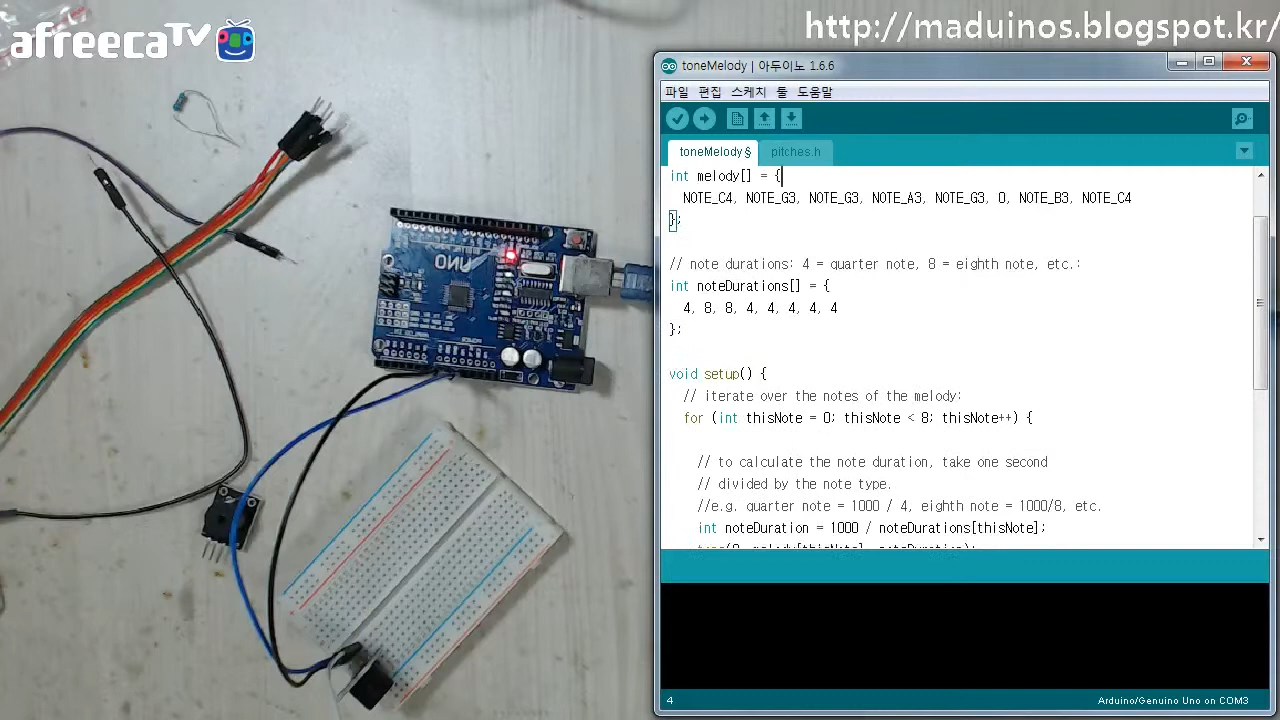 afreecaTV
http://maduinos.blogspot.kr/
toneMelody | 아두이노 1.6.6
파일 편집 스케치 툴 도움말
toneMelody§ pitches.h
int melody[] = {
NOTE_C4, NOTE_G3, NOTE_G3, NOTE_A3, NOTE_G3, 0, NOTE_B3, NOTE_C4
};
// note durations: 4 = quarter note, 8 = eighth note, etc.:
int noteDurations[] = {
4, 8, 8, 4, 4, 4, 4, 4
};
void setup() {
// iterate over the notes of the melody:
for (int thisNote = 0; thisNote < 8; thisNote++) {
// to calculate the note duration, take one second
// divided by the note type.
//e.g. quarter note = 1000 / 4, eighth note = 1000/8, etc.
int noteDuration = 1000 / noteDurations[thisNote];
4
Arduino/Genuino Uno on COM3
UNO